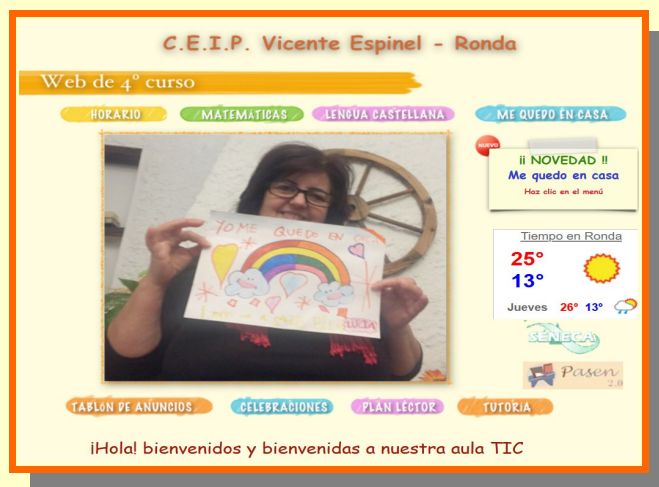 C.E.I.P. Vicente Espinel - Ronda
Web de 4º curso
HORARIO
MATEMÁTICAS
LENGUA CASTELLANA
ME QUEDO EN CASA
NUEVO
¡¡ NOVEDAD !!
Me quedo en casa
Haz clic en el menú
YO ME QUEDO EN
LUCIA
Tiempo en Ronda
25°
13°
Jueves 26° 13°
SÉNECA
Pasen
2.0
TABLÓN DE ANUNCIOS
CELEBRACIONES
PLAN LECTOR
TUTORÍA
¡Hola! bienvenidos y bienvenidas a nuestra aula TIC